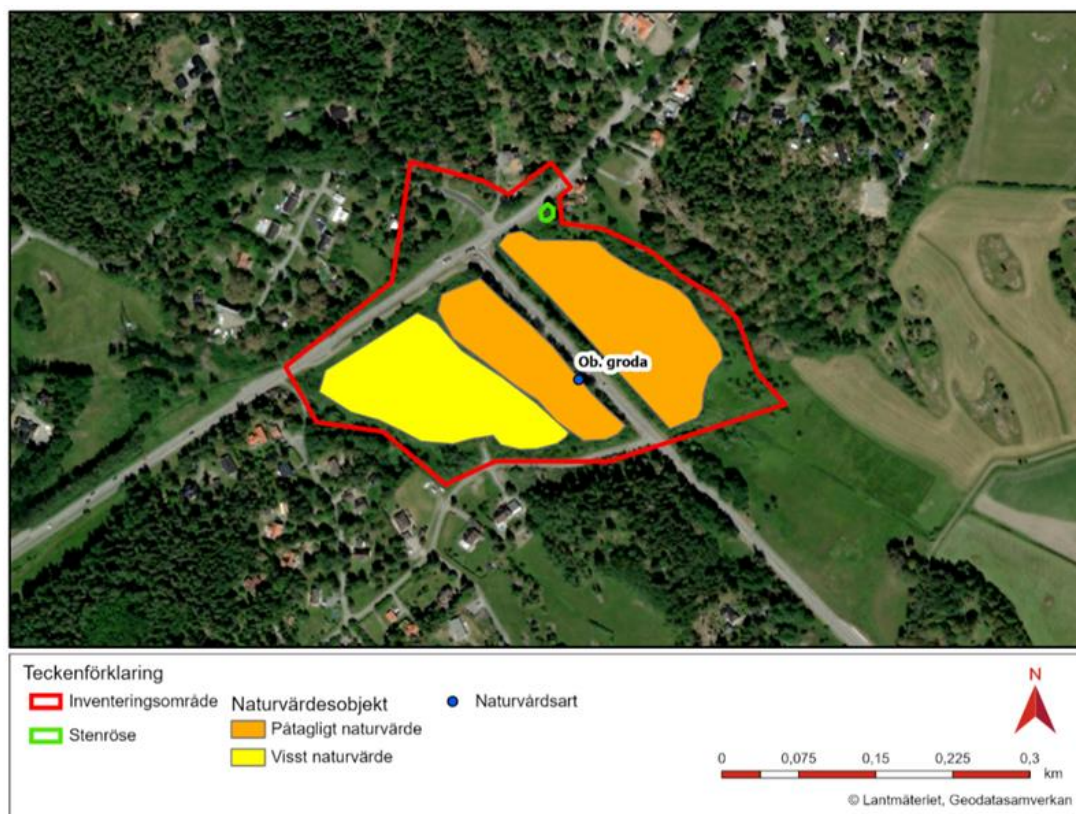 Ob. groda
Teckenförklaring
Inventeringsområde
Stenröse
Naturvärdesobjekt
Påtagligt naturvärde
Visst naturvärde
Naturvårdsart
N
0 0,075 0,15 0,225 0,3
km
© Lantmäteriet, Geodatasamverkan